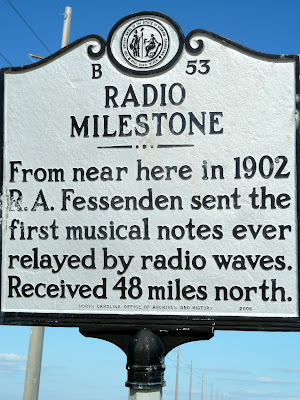 B 53
RADIO
MILESTONE
From near here in 1902
R. A. Fessenden sent the
first musical notes ever
relayed by radio waves.
Received 48 miles north.
NORTH CAROLINA OFFICE OF ARCHIVES AND HISTORY 2008